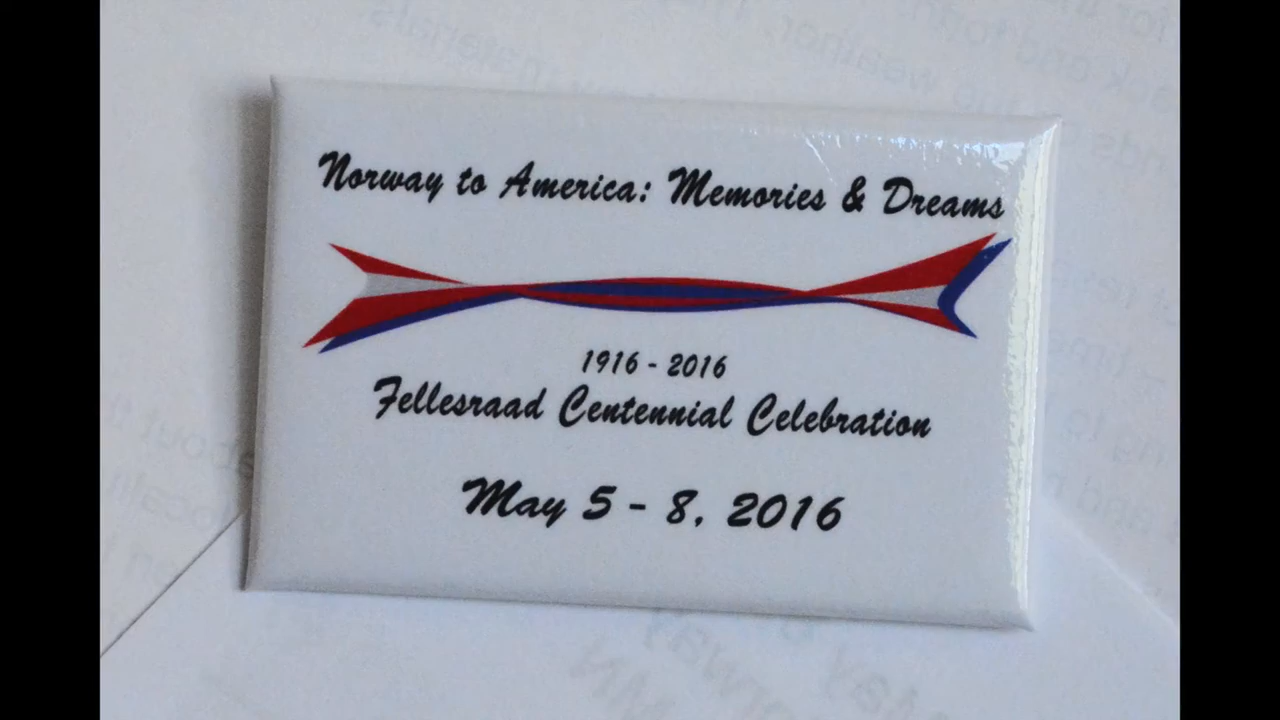 Norway to America: Memories & Dreams
1916 - 2016
Fellesraad Centennial Celebration
May 5 - 8, 2016